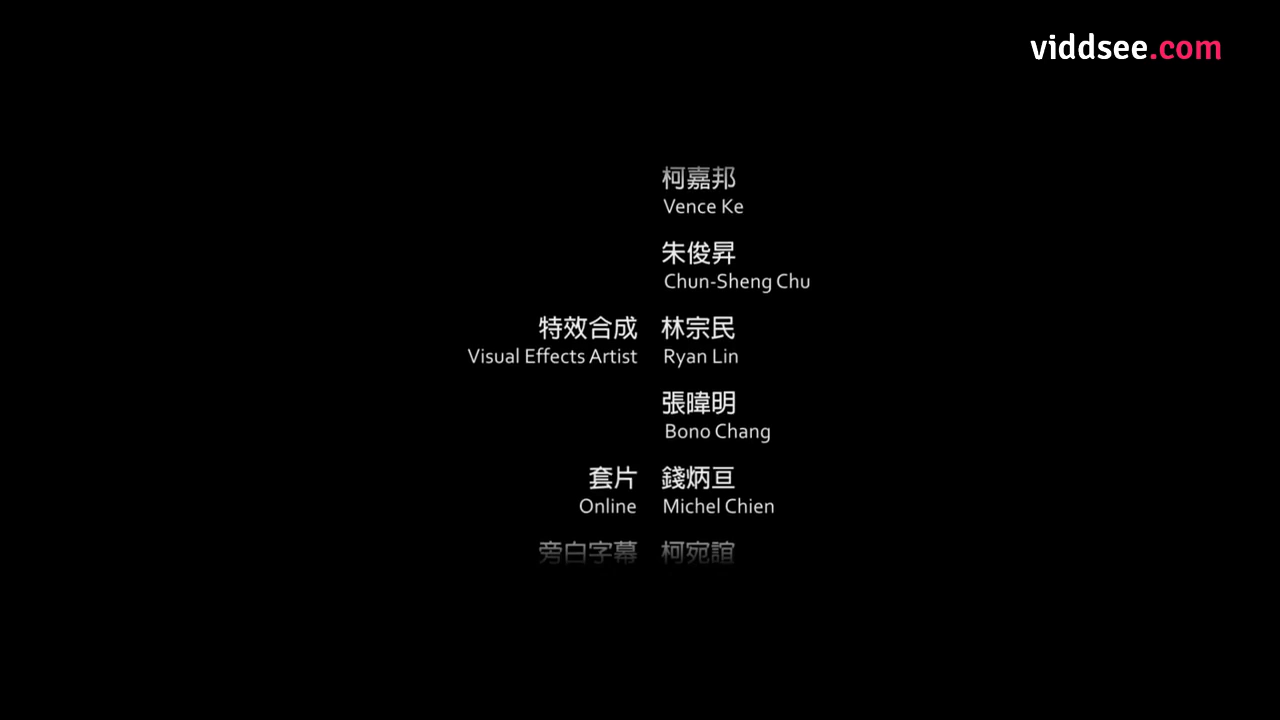 viddsee.com
柯嘉邦
Vence Ke
朱俊昇
Chun-Sheng Chu
特效合成 林宗民
Visual Effects Artist Ryan Lin
張暐明
Bono Chang
套片 錢炳亘
Online Michel Chien
旁白字幕 柯宛誼